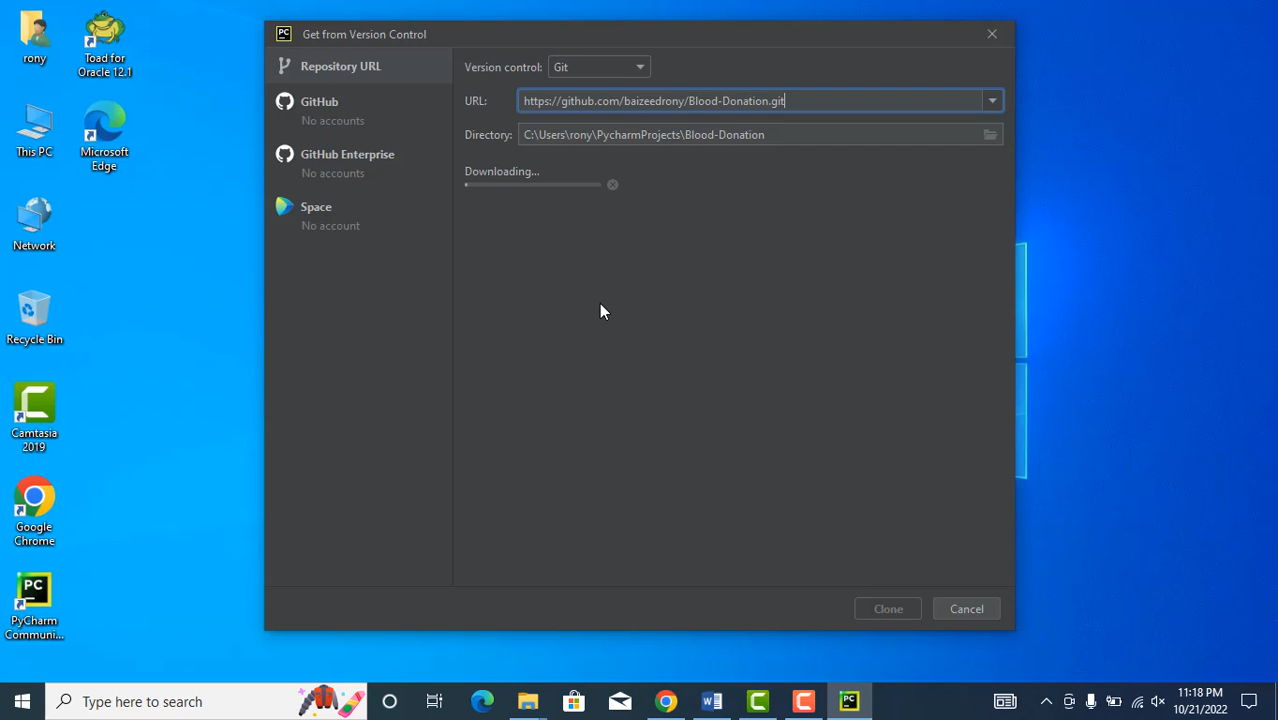 rony
Toad for
Oracle 12.1
This PC
Microsoft
Edge
Network
Recycle Bin
Camtasia
2019
Google
Chrome
PC
PyCharm
Communi...
PC
Get from Version Control
Repository URL
GitHub
No accounts
GitHub Enterprise
No accounts
Space
No account
Version control:
Git
URL:
https://github.com/baizeedrony/Blood-Donation.git
Directory:
C:\Users\rony\PycharmProjects\Blood-Donation
Downloading...
Clone
Cancel
Type here to search
W
PC
11:18 PM
10/21/2022